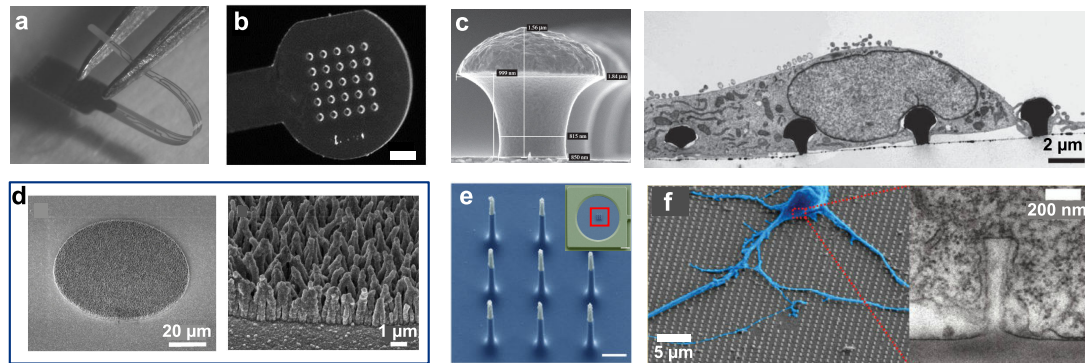 a
b
c
1.56 µm
999 nm
1.84 µm
815 nm
850 nm
2 µm
d
20 µm
1 µm
e
f
200 nm
5 µm